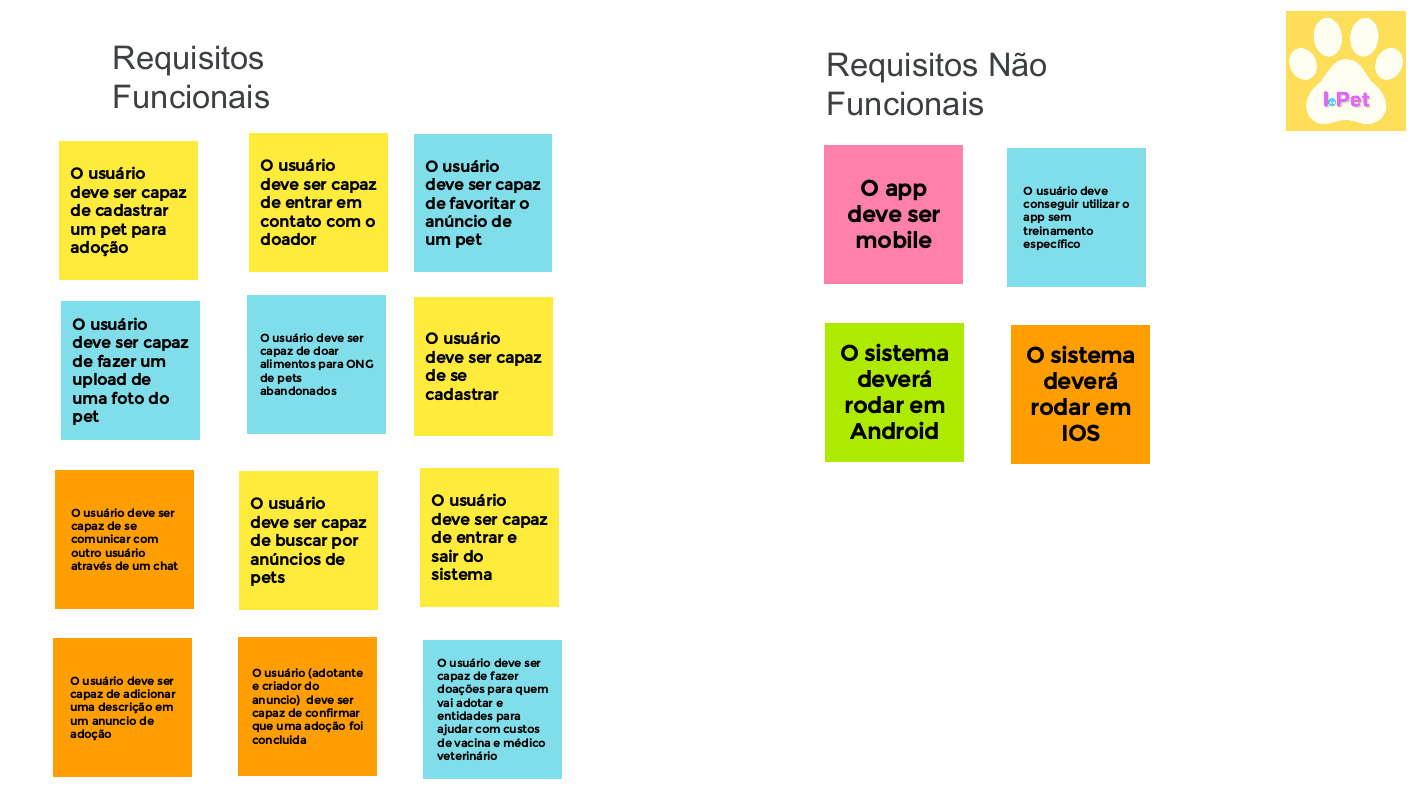 Requisitos
Funcionais
O usuário
deve ser capaz
de cadastrar
um pet para
adoção
O usuário
deve ser capaz
de entrar em
contato com o
doador
O usuário
deve ser capaz
de favoritar o
anúncio de
um pet
O usuário
deve ser capaz
de fazer um
upload de
uma foto do
pet
O usuário deve ser
capaz de doar
alimentos para ONG
de pets
abandonados
O usuário
deve ser capaz
de se
cadastrar
O usuário deve ser
capaz de se
comunicar com
outro usuário
através de um chat
O usuário
deve ser capaz
de buscar por
anúncios de
pets
O usuário
deve ser capaz
de entrar e
sair do
sistema
O usuário deve ser
capaz de adicionar
uma descrição em
um anuncio de
adoção
O usuário (adotante
e criador do
anuncio) deve ser
capaz de confirmar
que uma adoção foi
concluida
O usuário deve ser
capaz de fazer
doações para quem
vai adotar e
entidades para
ajudar com custos
de vacina e médico
veterinário
Requisitos Não
Funcionais
O app
deve ser
mobile
O usuário deve
conseguir utilizar o
app sem
treinamento
específico
O sistema
deverá
rodar em
Android
O sistema
deverá
rodar em
IOS
IePet